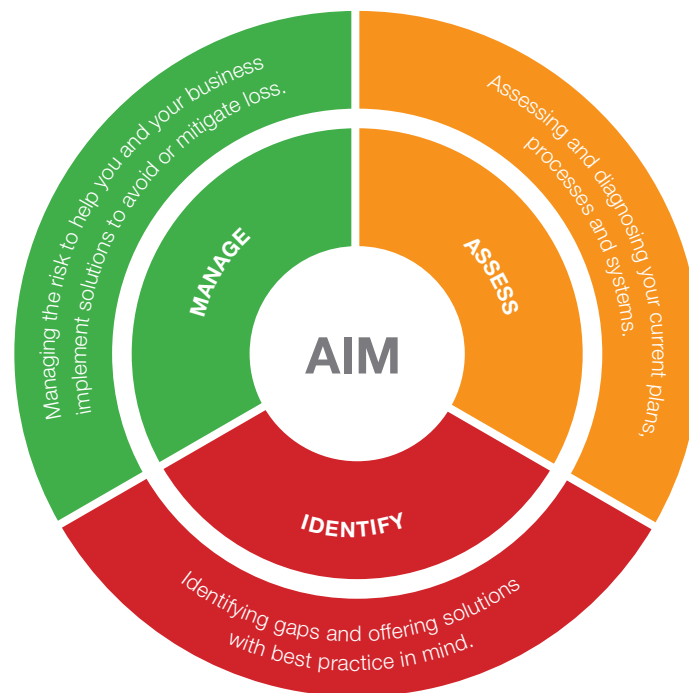 AIM
ASSESS
Assessing and diagnosing your current plans,
processes and systems.
IDENTIFY
Identifying gaps and offering solutions
with best practice in mind.
MANAGE
Managing the risk to help you and your business
implement solutions to avoid or mitigate loss.